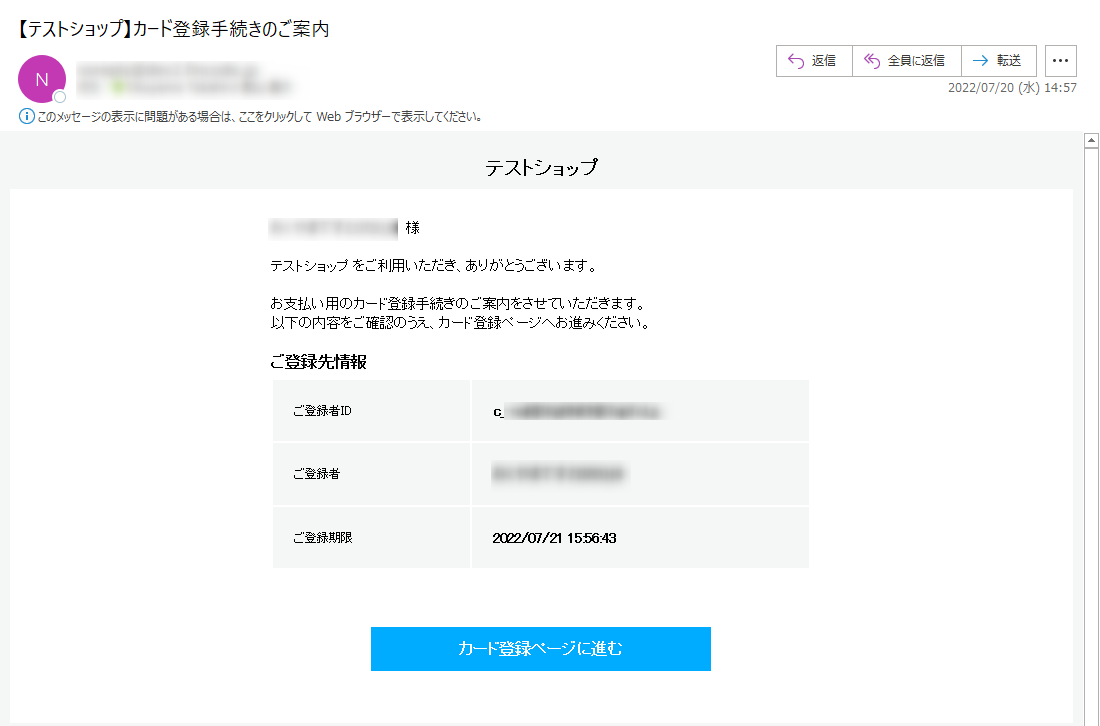 【テストショップ】カード登録手続きのご案内
N
返信
全員に返信
転送
2022/07/20 (水) 14:57
このメッセージの表示に問題がある場合は、ここをクリックして Web ブラウザーで表示してください。
テストショップ
様
テストショップ をご利用いただき、ありがとうございます。
お支払い用のカード登録手続きのご案内をさせていただきます。
以下の内容をご確認のうえ、カード登録ページへお進みください。
ご登録先情報
ご登録者ID c_
ご登録者
ご登録期限 2022/07/21 15:56:43
カード登録ページに進む